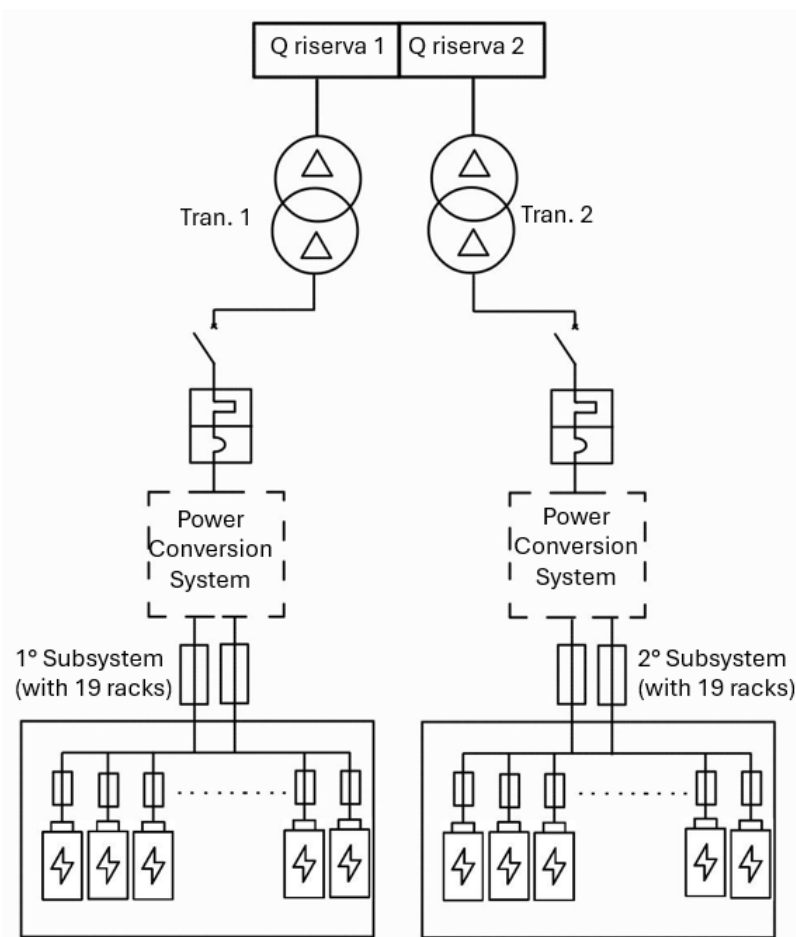 Q riserva 1
Q riserva 2
Tran. 1
Tran. 2
Power
Conversion
System
Power
Conversion
System
1° Subsystem
(with 19 racks)
2° Subsystem
(with 19 racks)